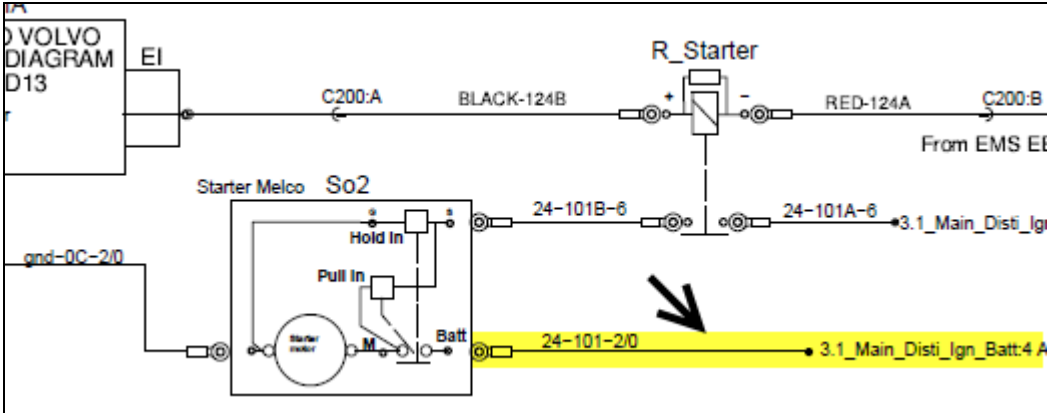 VOLVO
DIAGRAM
D13
EI
C200:A
BLACK-124B
R_Starter
+
-
RED-124A
C200:B
From EMS
Starter Melco So2
24-101B-6
24-101A-6
3.1_Main_Disti_Ig
G
S
Hold In
gnd-0C-2/0
Pull In
Starter
motor
M
Batt
24-101-2/0
3.1_Main_Disti_Ign_Batt:4 A